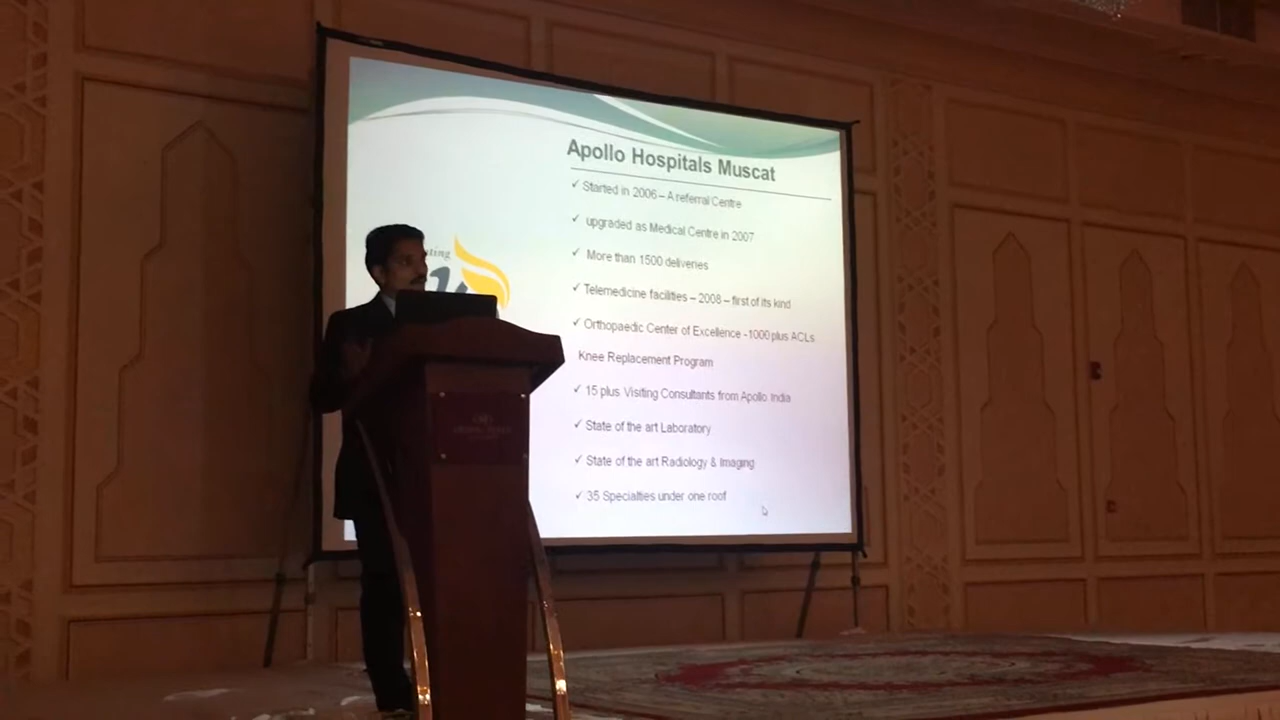 Apollo Hospitals Muscat
✓ Started in 2006 – A referral Centre
✓ upgraded as Medical Centre in 2007
✓ More than 1500 deliveries
✓ Telemedicine facilities – 2008 – first of its kind
✓ Orthopaedic Center of Excellence -1000 plus ACLs
Knee Replacement Program
✓ 15 plus Visiting Consultants from Apollo India
✓ State of the art Laboratory
✓ State of the art Radiology & Imaging
✓ 35 Specialties under one roof